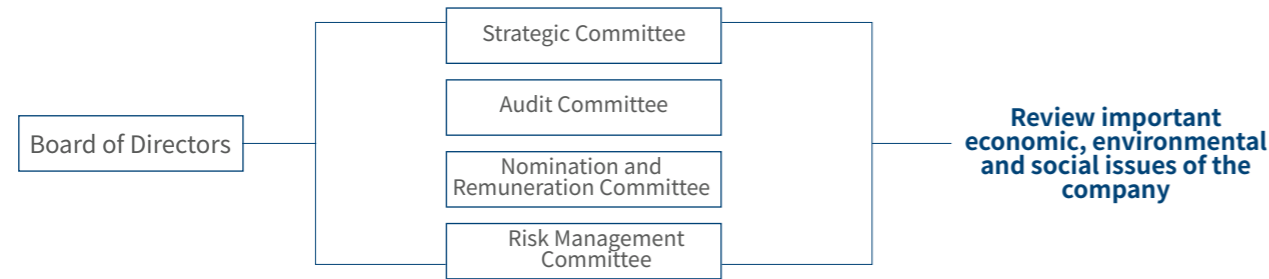 Board of Directors
Strategic Committee
Audit Committee
Nomination and
Remuneration Committee
Risk Management
Committee
Review important
economic, environmental
and social issues of the
company